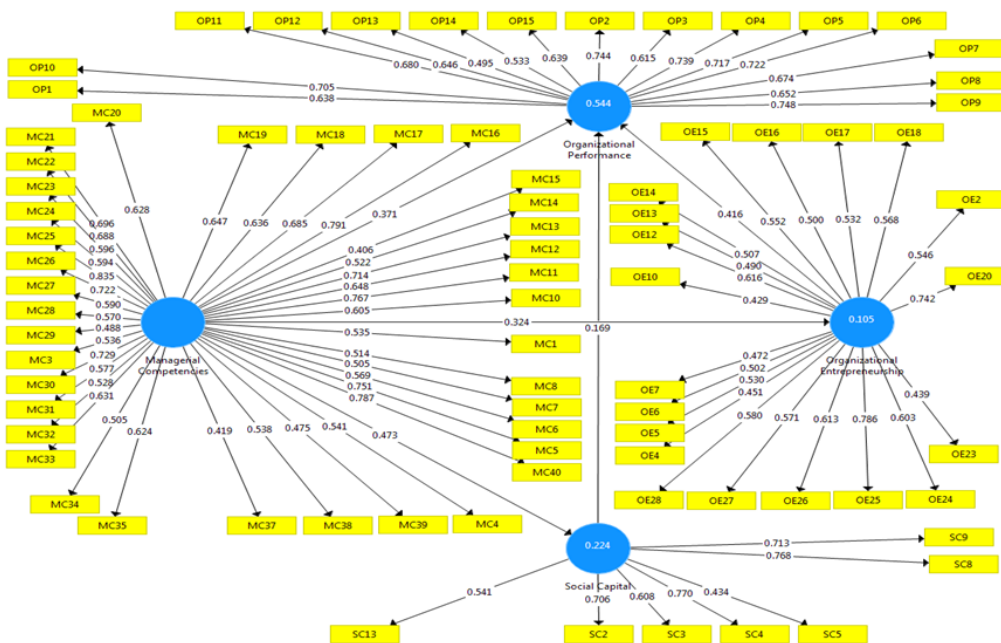 OP11
OP12
OP13
OP14
OP15
OP2
OP3
OP4
OP5
OP6
OP7
OP8
OP9
OP10
OP1
0.680
0.646
0.495
0.533
0.639
0.744
0.615
0.739
0.717
0.722
0.674
0.652
0.748
0.705
0.638
0.544
Organizational
Performance
MC20
MC19
MC18
MC17
MC16
MC21
MC22
MC23
MC24
MC25
MC26
MC27
MC28
MC29
MC3
MC30
MC31
MC32
MC33
MC34
MC35
MC37
MC38
MC39
MC4
0.628
0.647
0.636
0.685
0.791
0.371
0.696
0.688
0.596
0.594
0.835
0.722
0.590
0.570
0.488
0.536
0.729
0.577
0.528
0.631
0.505
0.624
0.419
0.538
0.475
0.541
0.473
Managerial
Competencies
MC15
MC14
MC13
MC12
MC11
MC10
MC1
MC8
MC7
MC6
MC5
MC40
0.406
0.522
0.714
0.648
0.767
0.605
0.324
0.535
0.514
0.505
0.569
0.751
0.787
0.169
0.416
OE15
OE16
OE17
OE18
OE2
OE20
OE14
OE13
OE12
OE10
0.552
0.500
0.532
0.568
0.546
0.742
0.507
0.490
0.616
0.429
0.105
Organizational
Entrepreneurship
0.472
0.502
0.530
0.451
0.580
0.571
0.613
0.786
0.603
0.439
OE7
OE6
OE5
OE4
OE28
OE27
OE26
OE25
OE24
OE23
0.224
Social Capital
0.713
0.768
0.541
0.706
0.608
0.770
0.434
SC9
SC8
SC13
SC2
SC3
SC4
SC5